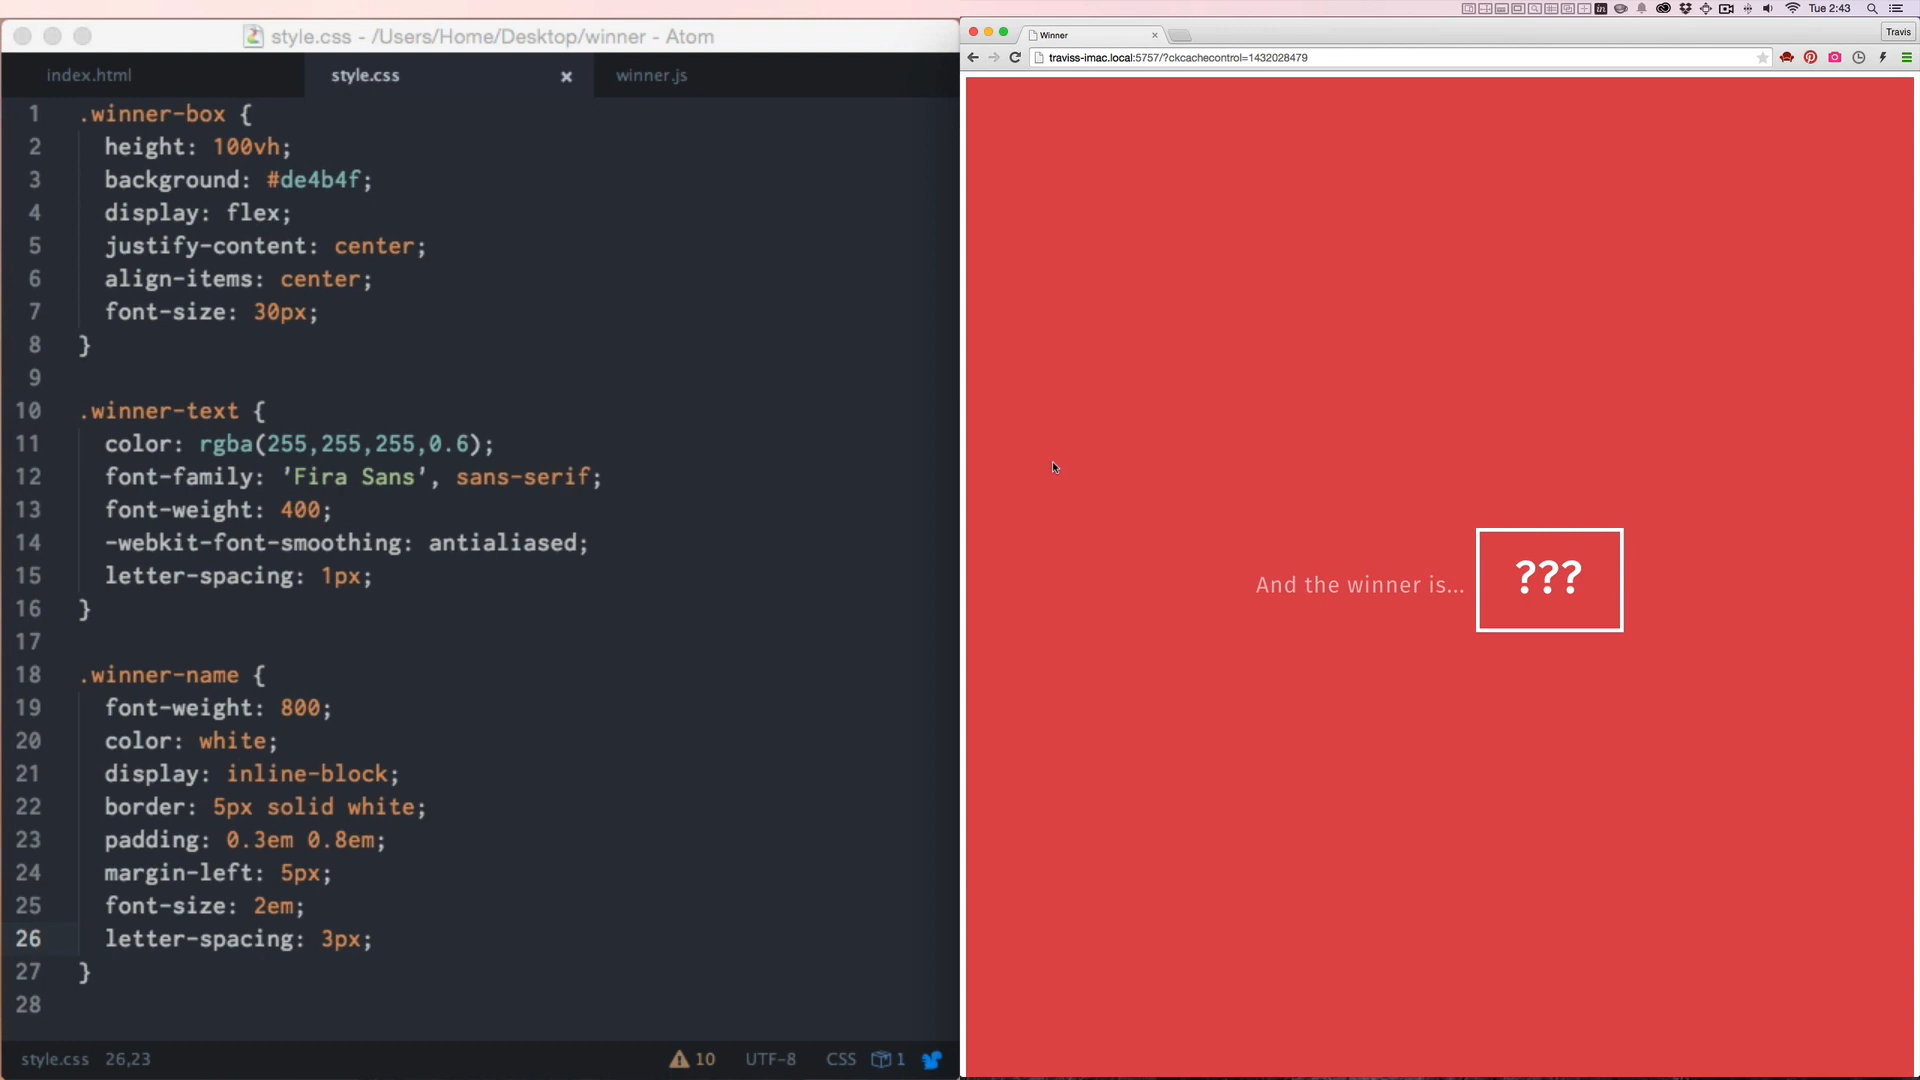 style.css - /Users/Home/Desktop/winner - Atom
index.html
style.css
winner.js
1 .winner-box {
2 height: 100vh;
3 background: #de4b4f;
4 display: flex;
5 justify-content: center;
6 align-items: center;
7 font-size: 30px;
8 }
9
10 .winner-text {
11 color: rgba(255,255,255,0.6);
12 font-family: 'Fira Sans', sans-serif;
13 font-weight: 400;
14 -webkit-font-smoothing: antialiased;
15 letter-spacing: 1px;
16 }
17
18 .winner-name {
19 font-weight: 800;
20 color: white;
21 display: inline-block;
22 border: 5px solid white;
23 padding: 0.3em 0.8em;
24 margin-left: 5px;
25 font-size: 2em;
26 letter-spacing: 3px;
27 }
28
style.css 26,23
10 UTF-8 CSS 1
Tue 2:43
Winner
Travis
traviss-imac.local:5757/?ckcachecontrol=1432028479
And the winner is... ???